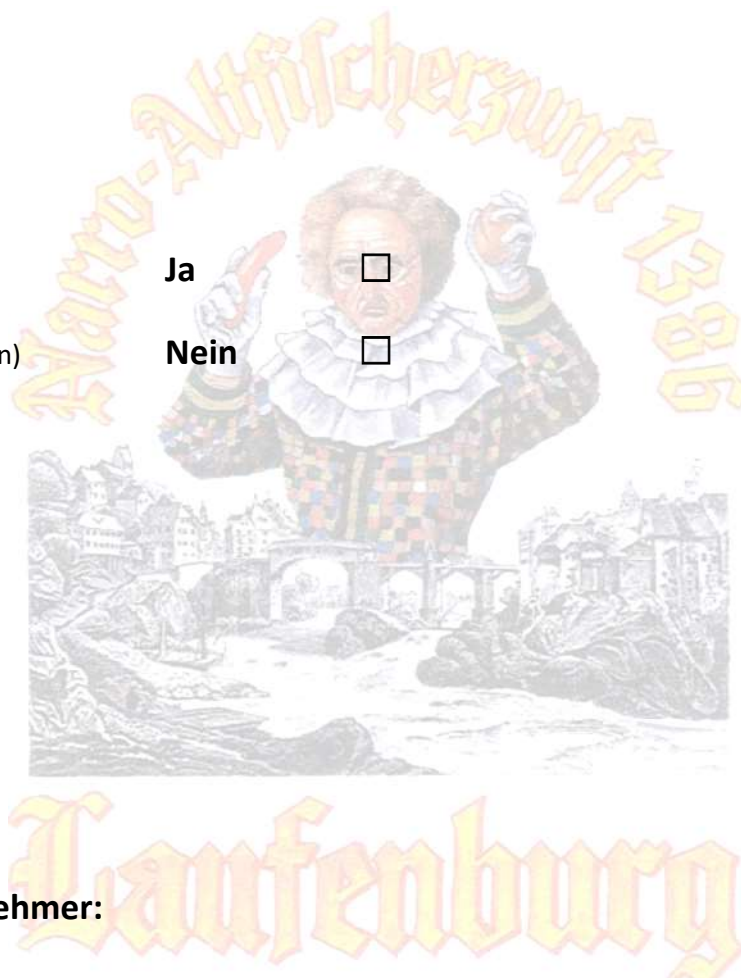 Narro-Altfischerzunft 1386
Ja ☐
n) Nein ☐
Laufenburg
ehmer: